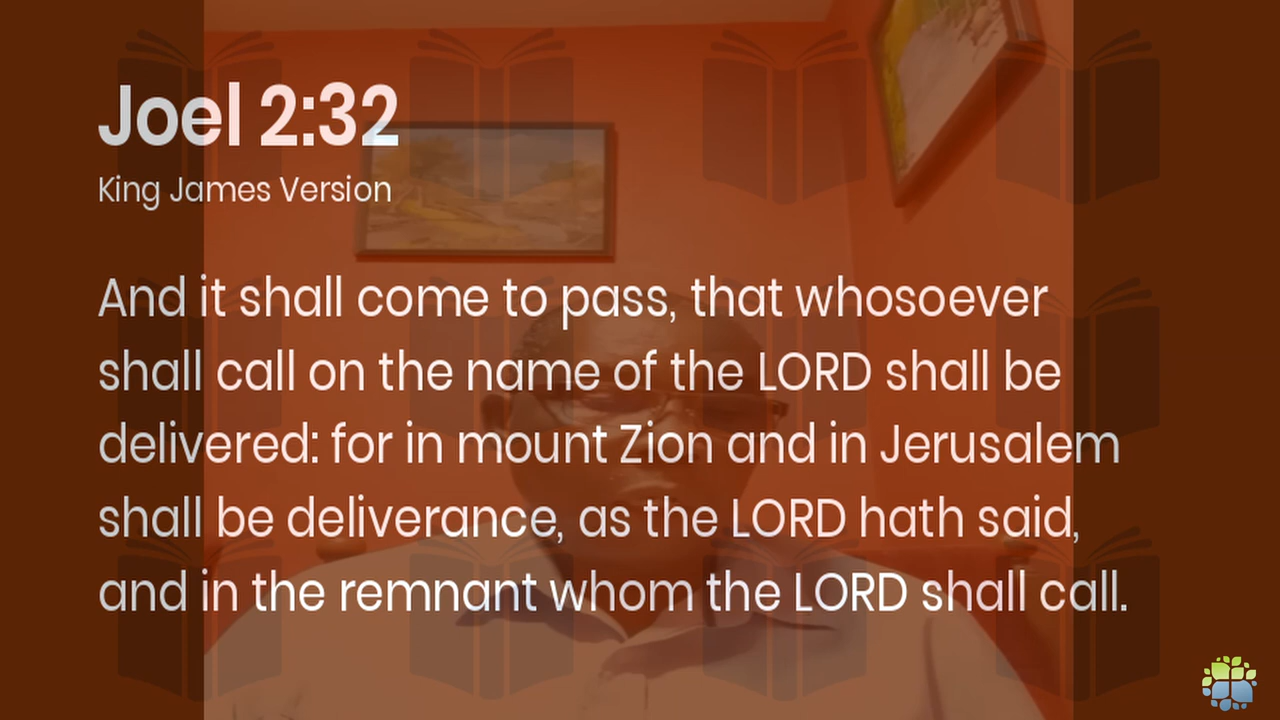 Joel 2:32
King James Version
And it shall come to pass, that whosoever
shall call on the name of the LORD shall be
delivered: for in mount Zion and in Jerusalem
shall be deliverance, as the LORD hath said,
and in the remnant whom the LORD shall call.